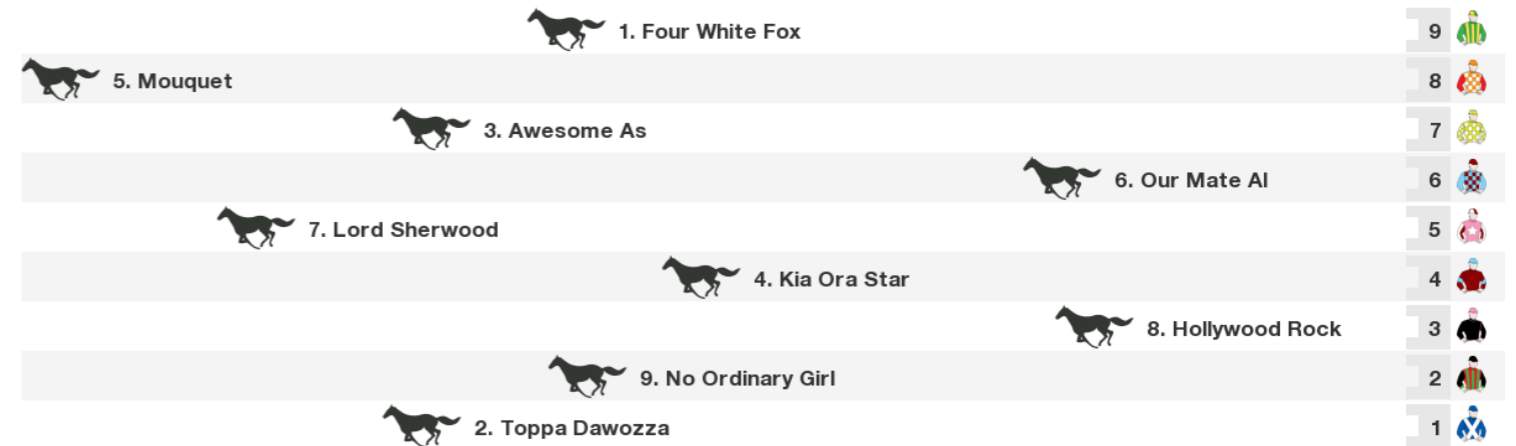 1. Four White Fox 9
5. Mouquet 8
3. Awesome As 7
6. Our Mate Al 6
7. Lord Sherwood 5
4. Kia Ora Star 4
8. Hollywood Rock 3
9. No Ordinary Girl 2
2. Toppa Dawozza 1